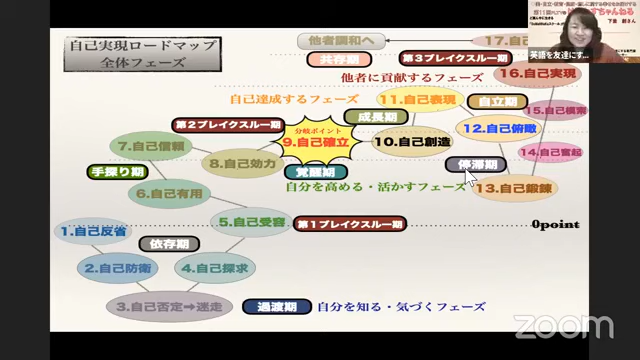 自己実現ロードマップ
全体フェーズ
他者調和へ
17.自己
共存期
第３ブレイクスルー期
16.自己実現
他者に貢献するフェーズ
自己達成するフェーズ
11.自己表現
自立期
15.自己模索
成長期
第２ブレイクスルー期
分岐ポイント
9.自己確立
10.自己創造
12.自己俯瞰
7.自己信頼
8.自己効力
14.自己奮起
手探り期
覚醒期
停滞期
自分を高める・活かすフェーズ
13.自己鍛錬
6.自己有用
5.自己受容
第１ブレイクスルー期
0point
1.自己反省
依存期
2.自己防衛
4.自己探求
3.自己否定→迷走
過渡期
自分を知る・気づくフェーズ
英語を友達にす...
zoom